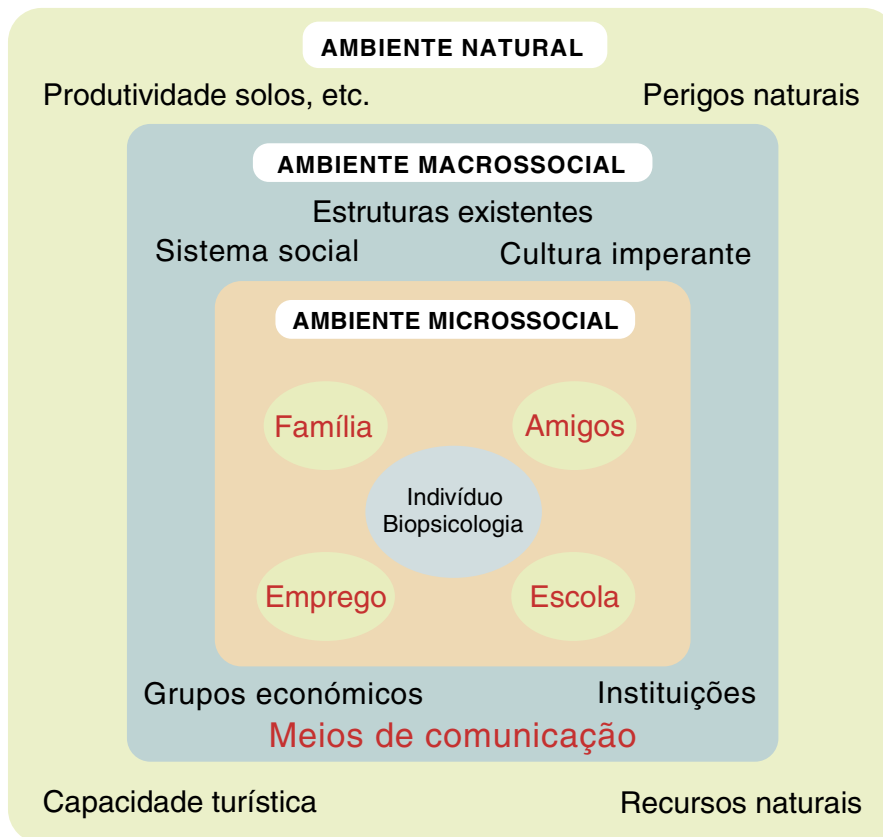 AMBIENTE NATURAL
Produtividade solos, etc.
Perigos naturais
AMBIENTE MACROSSOCIAL
Estruturas existentes
Sistema social
Cultura imperante
AMBIENTE MICROSSOCIAL
Família
Amigos
Indivíduo
Biopsicologia
Emprego
Escola
Grupos económicos
Instituições
Meios de comunicação
Capacidade turística
Recursos naturais